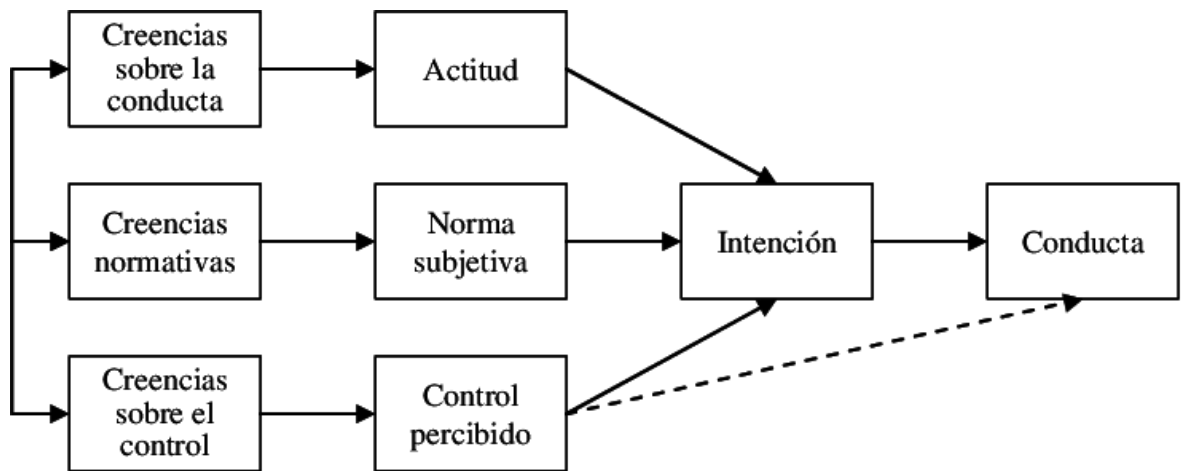 Creencias
sobre la
conducta
Actitud
Creencias
normativas
Norma
subjetiva
Intención
Conducta
Creencias
sobre el
control
Control
percibido